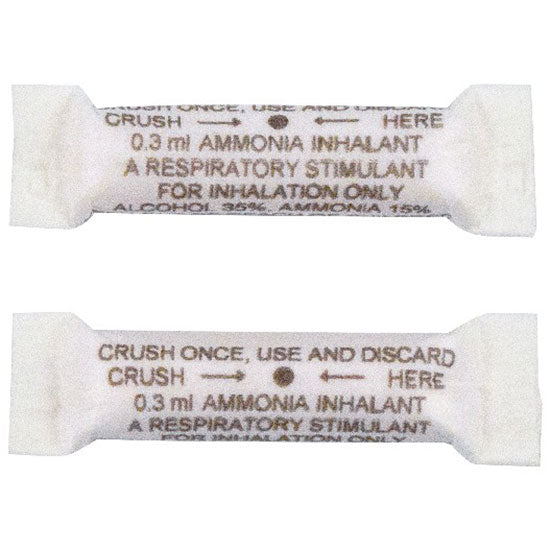 CRUSH ONCE, USE AND DISCARD
CRUSH → ● ← HERE
0.3 ml AMMONIA INHALANT
A RESPIRATORY STIMULANT
FOR INHALATION ONLY
ALCOHOL 35%, AMMONIA 15%
CRUSH ONCE, USE AND DISCARD
CRUSH → ● ← HERE
0.3 ml AMMONIA INHALANT
A RESPIRATORY STIMULANT
FOR INHALATION ONLY